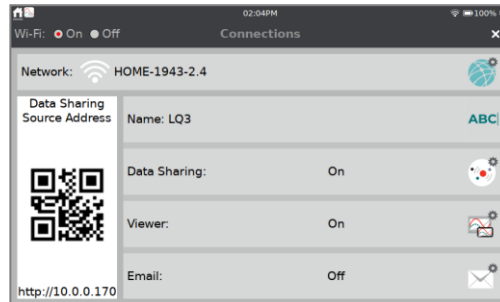 02:04PM
100%
Wi-Fi: On Off
Connections
Network: HOME-1943-2.4
Data Sharing
Source Address
http://10.0.0.170
Name: LQ3
ABC
Data Sharing: On
Viewer: On
Email: Off